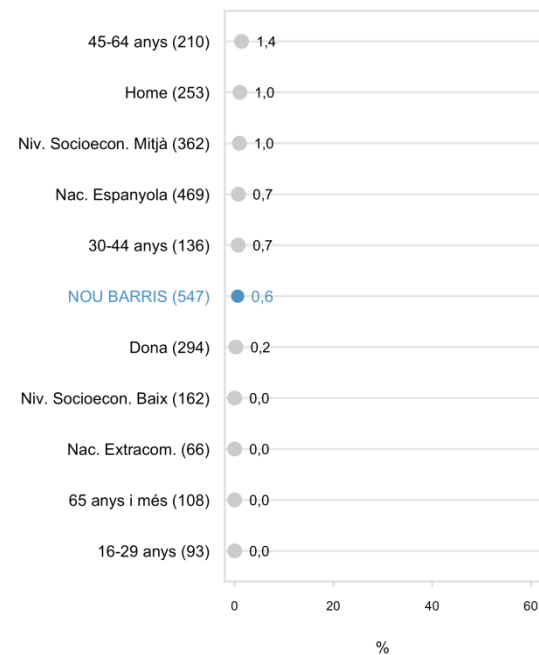 45-64 anys (210) 1,4
Home (253) 1,0
Niv. Socioecon. Mitjà (362) 1,0
Nac. Espanyola (469) 0,7
30-44 anys (136) 0,7
NOU BARRIS (547) 0,6
Dona (294) 0,2
Niv. Socioecon. Baix (162) 0,0
Nac. Extracom. (66) 0,0
65 anys i més (108) 0,0
16-29 anys (93) 0,0
0 20 40 60
%